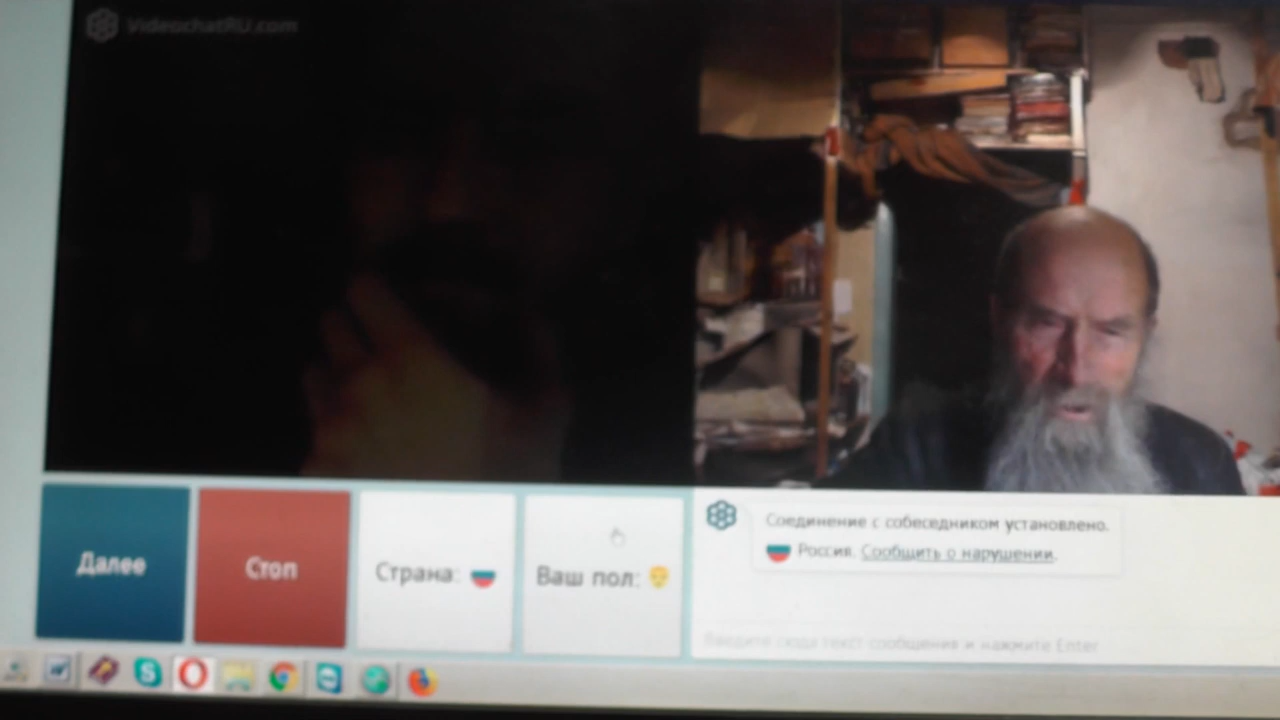 VideochatRU.com
Далее
Стоп
Страна:
Ваш пол:
Соединение с собеседником установлено.
Россия. Сообщить о нарушении.
Введите сюда текст сообщения и нажмите Enter